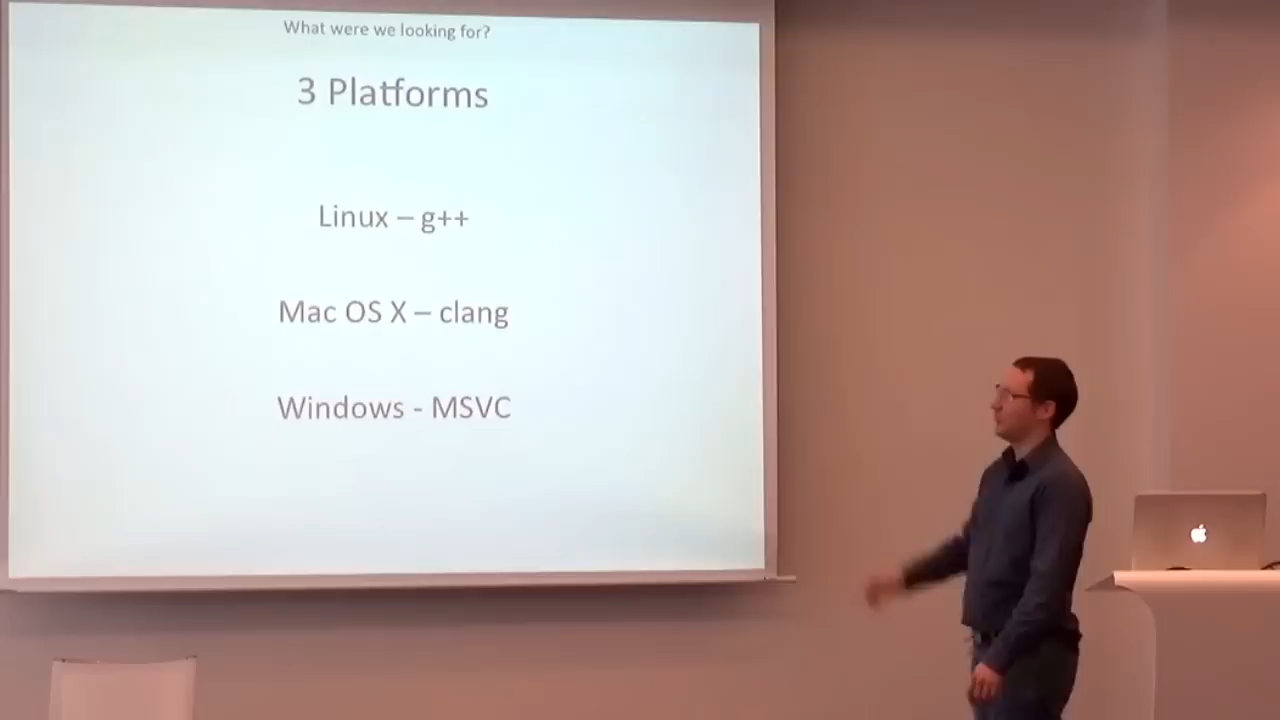 What were we looking for?
3 Platforms
Linux – g++
Mac OS X – clang
Windows - MSVC